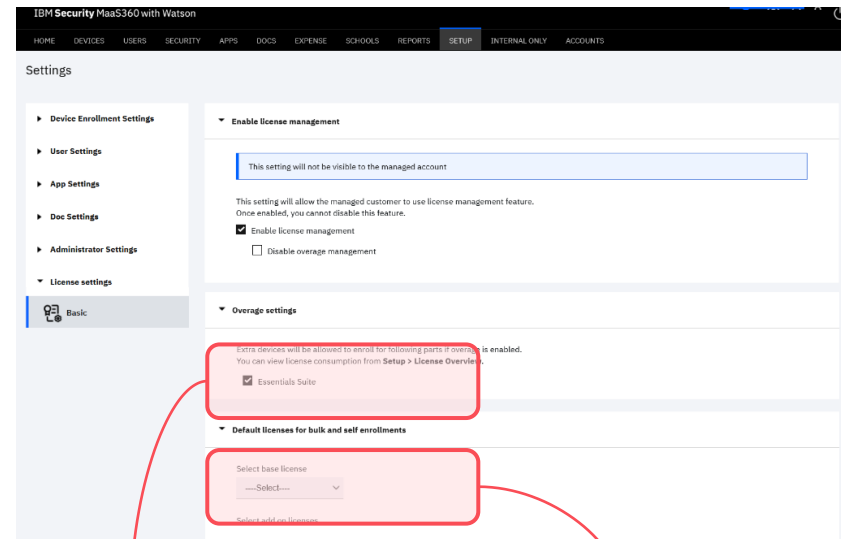 IBM Security MaaS360 with Watson
HOME DEVICES USERS SECURITY APPS DOCS EXPENSE SCHOOLS REPORTS SETUP INTERNAL ONLY ACCOUNTS
Settings
Device Enrollment Settings
User Settings
App Settings
Doc Settings
Administrator Settings
License settings
Basic
Enable license management
This setting will not be visible to the managed account
This setting will allow the managed customer to use license management feature.
Once enabled, you cannot disable this feature.
Enable license management
Disable overage management
Overage settings
Extra devices will be allowed to enroll for following parts if overage is enabled.
You can view license consumption from Setup > License Overview.
Essentials Suite
Default licenses for bulk and self enrollments
Select base license
—Select—
Select add on licenses